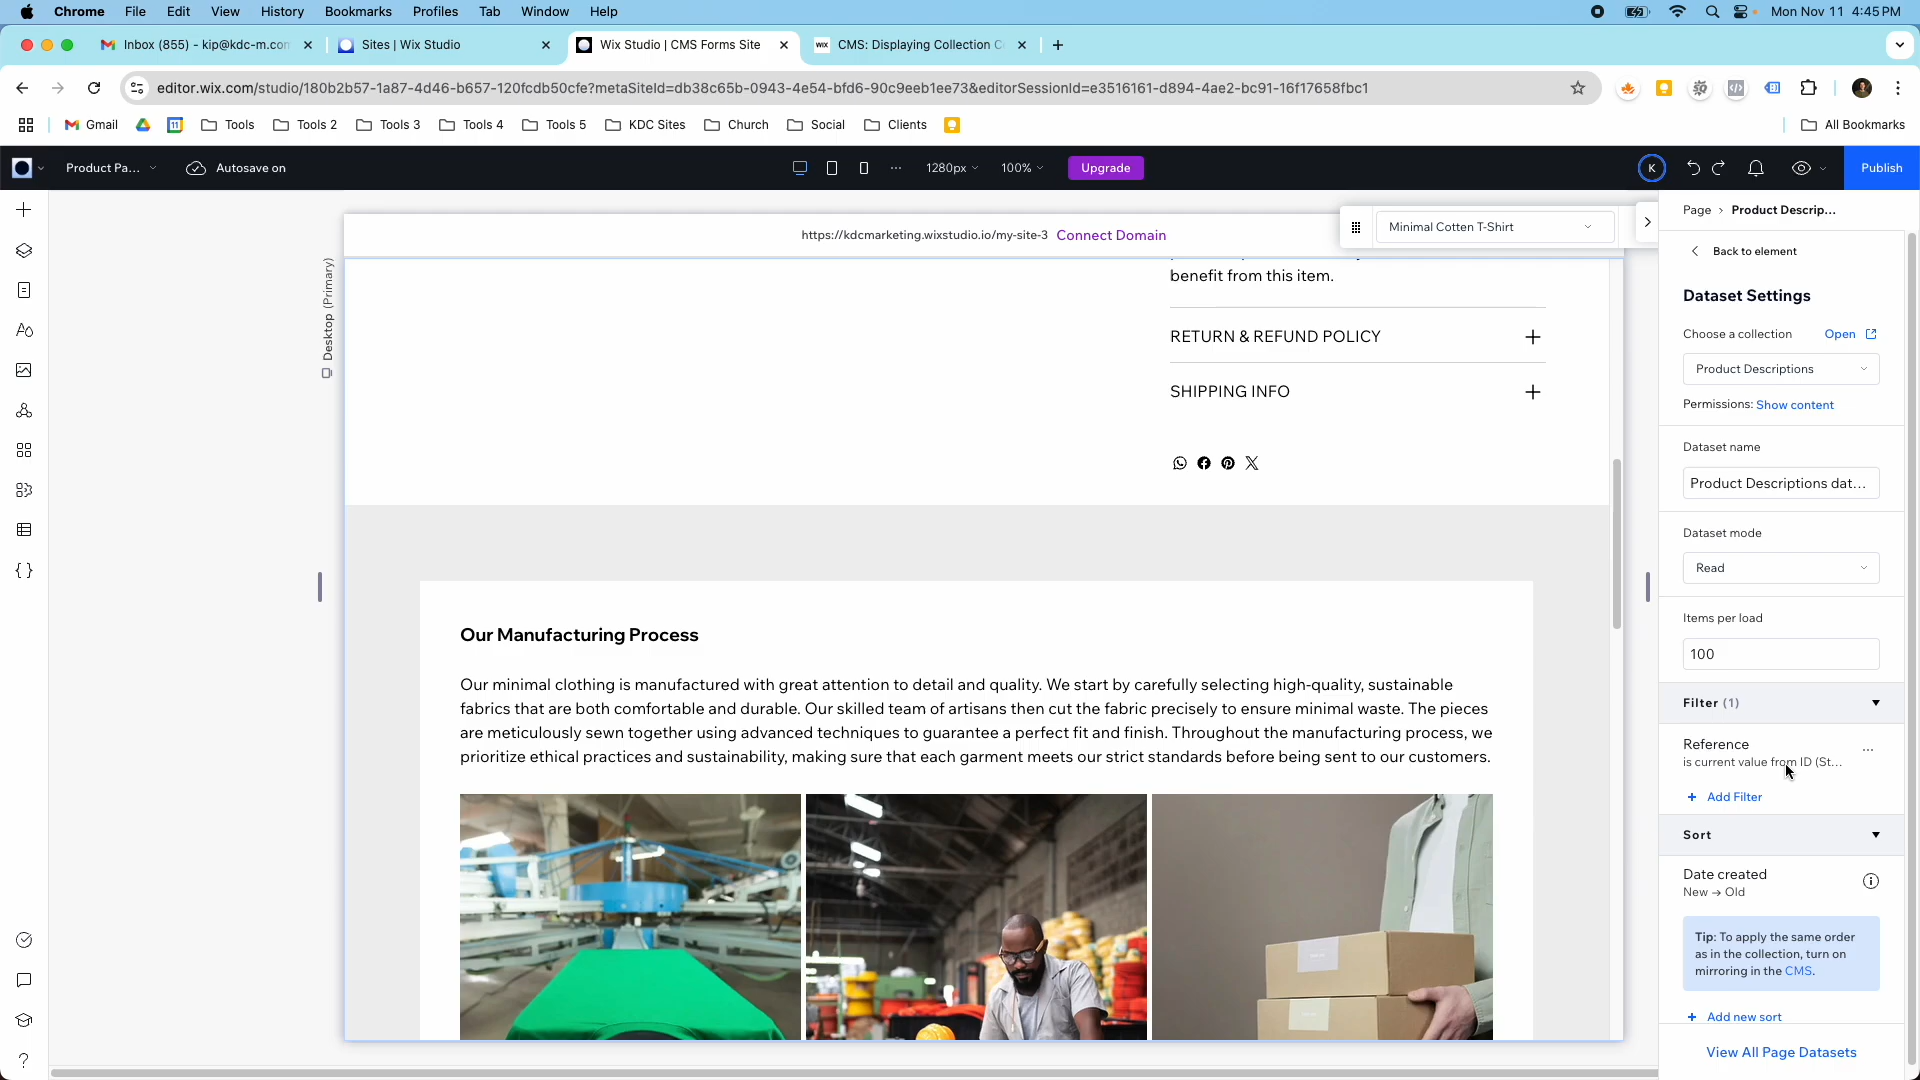 Chrome File Edit View History Bookmarks Profiles Tab Window Help Mon Nov 11 4:45 PM
Inbox (855) - kip@kdc-m.con Sites | Wix Studio Wix Studio | CMS Forms Site WIX CMS: Displaying Collection C
editor.wix.com/studio/180b2b57-1a87-4d46-b657-120fcdb50cfe?metaSiteId=db38c65b-0943-4e54-bfd6-90c9eeb1ee73&editorSessionId=e3516161-d894-4ae2-bc91-16f17658fbc1
Gmail Tools Tools 2 Tools 3 Tools 4 Tools 5 KDC Sites Church Social Clients All Bookmarks
Product Pa... Autosave on ... 1280px 100% Upgrade K Publish
https://kdcmarketing.wixstudio.io/my-site-3 Connect Domain
Minimal Cotten T-Shirt
Desktop (Primary)
benefit from this item.
RETURN & REFUND POLICY
SHIPPING INFO
Our Manufacturing Process
Our minimal clothing is manufactured with great attention to detail and quality. We start by carefully selecting high-quality, sustainable
fabrics that are both comfortable and durable. Our skilled team of artisans then cut the fabric precisely to ensure minimal waste. The pieces
are meticulously sewn together using advanced techniques to guarantee a perfect fit and finish. Throughout the manufacturing process, we
prioritize ethical practices and sustainability, making sure that each garment meets our strict standards before being sent to our customers.
Page > Product Descrip...
Back to element
Dataset Settings
Choose a collection Open
Product Descriptions
Permissions: Show content
Dataset name
Product Descriptions dat...
Dataset mode
Read
Items per load
100
Filter (1)
Reference
is current value from ID (St...
+ Add Filter
Sort
Date created
New → Old
Tip: To apply the same order
as in the collection, turn on
mirroring in the CMS.
+ Add new sort
View All Page Datasets